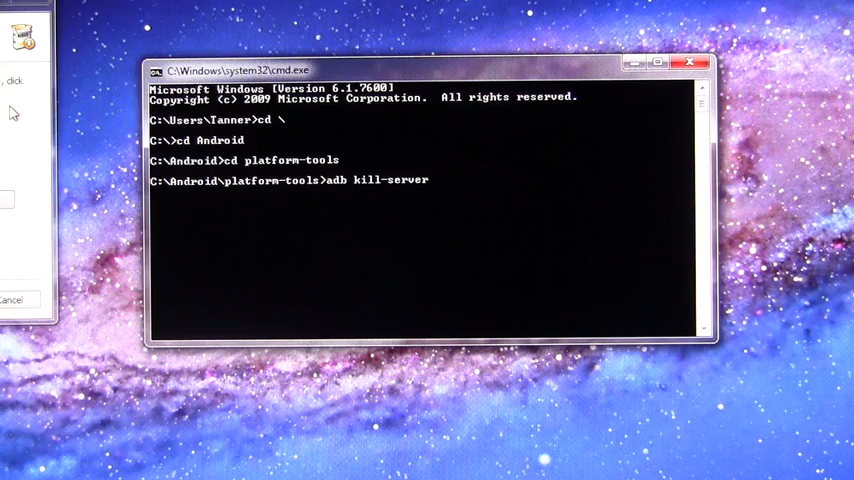 , click
Cancel
C:\Windows\system32\cmd.exe
Microsoft Windows [Version 6.1.7600]
Copyright (c) 2009 Microsoft Corporation.  All rights reserved.
C:\Users\Tanner>cd \
C:\>cd Android
C:\Android>cd platform-tools
C:\Android\platform-tools>adb kill-server